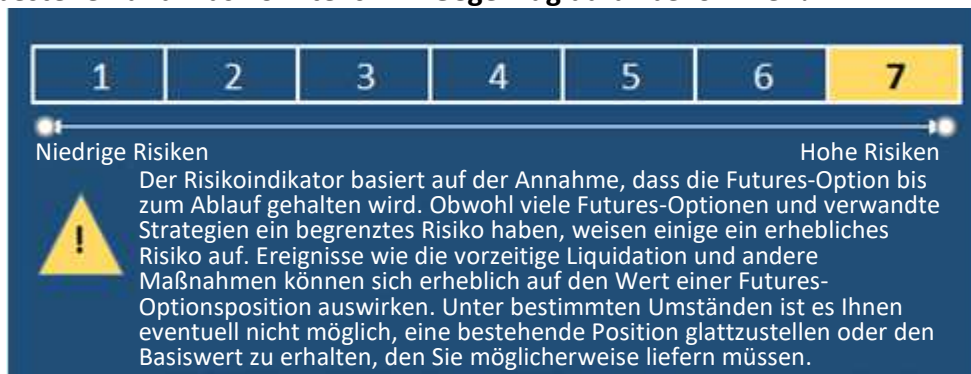 1 2 3 4 5 6 7
Niedrige Risiken Hohe Risiken
Der Risikoindikator basiert auf der Annahme, dass die Futures-Option bis
zum Ablauf gehalten wird. Obwohl viele Futures-Optionen und verwandte
Strategien ein begrenztes Risiko haben, weisen einige ein erhebliches
! Risiko auf. Ereignisse wie die vorzeitige Liquidation und andere
Maßnahmen können sich erheblich auf den Wert einer Futures-
Optionsposition auswirken. Unter bestimmten Umständen ist es Ihnen
eventuell nicht möglich, eine bestehende Position glattzustellen oder den
Basiswert zu erhalten, den Sie möglicherweise liefern müssen.